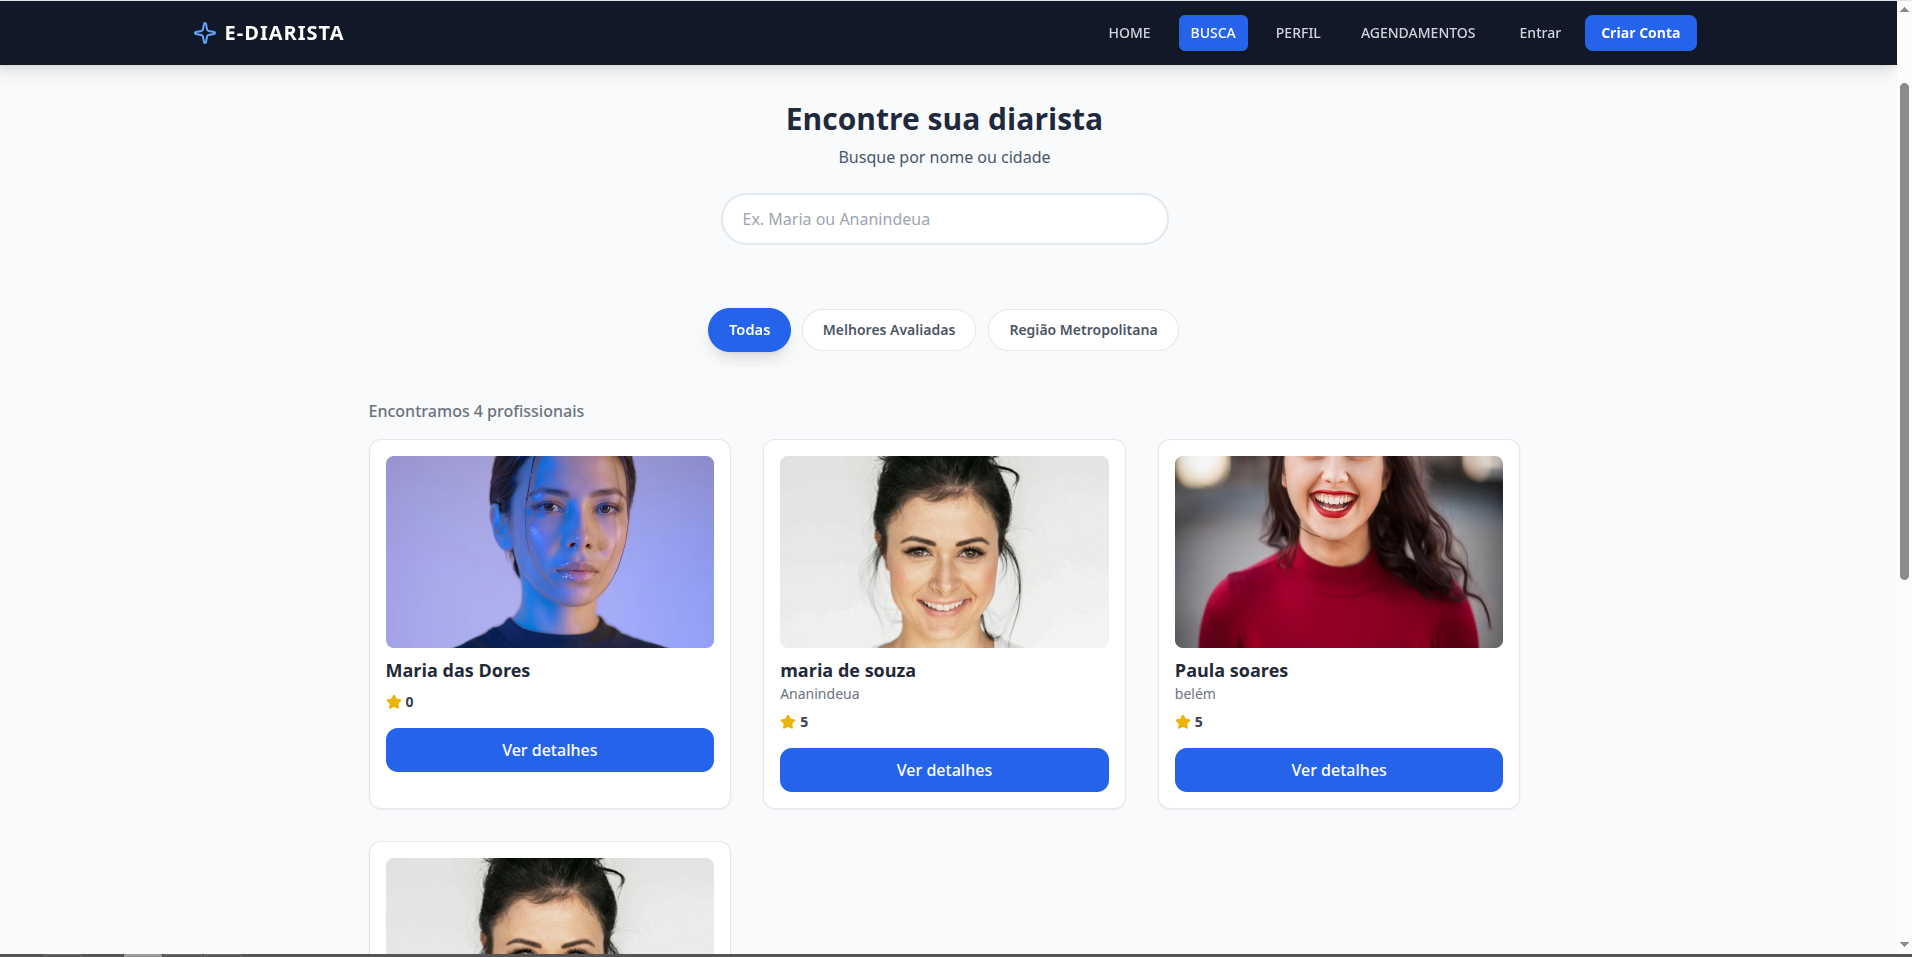 E-DIARISTA
HOME
BUSCA
PERFIL
AGENDAMENTOS
Entrar
Criar Conta
Encontre sua diarista
Busque por nome ou cidade
Ex. Maria ou Ananindeua
Todas
Melhores Avaliadas
Região Metropolitana
Encontramos 4 profissionais
Maria das Dores
0
Ver detalhes
maria de souza
Ananindeua
5
Ver detalhes
Paula soares
belém
5
Ver detalhes